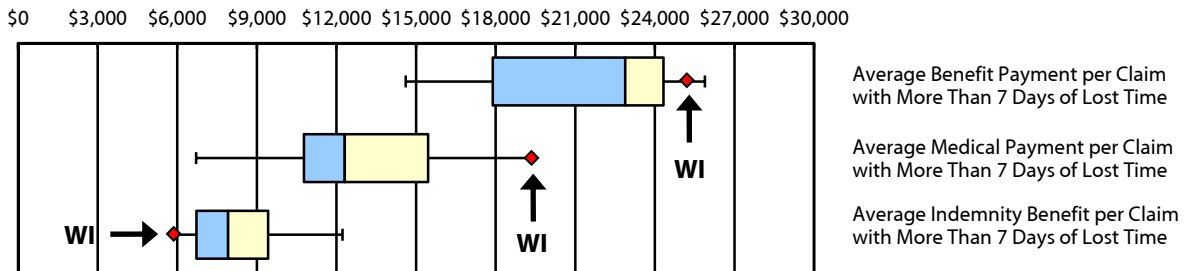 $0 $3,000 $6,000 $9,000 $12,000 $15,000 $18,000 $21,000 $24,000 $27,000 $30,000
Average Benefit Payment per Claim
with More Than 7 Days of Lost Time
WI
Average Medical Payment per Claim
with More Than 7 Days of Lost Time
WI
Average Indemnity Benefit per Claim
with More Than 7 Days of Lost Time
WI